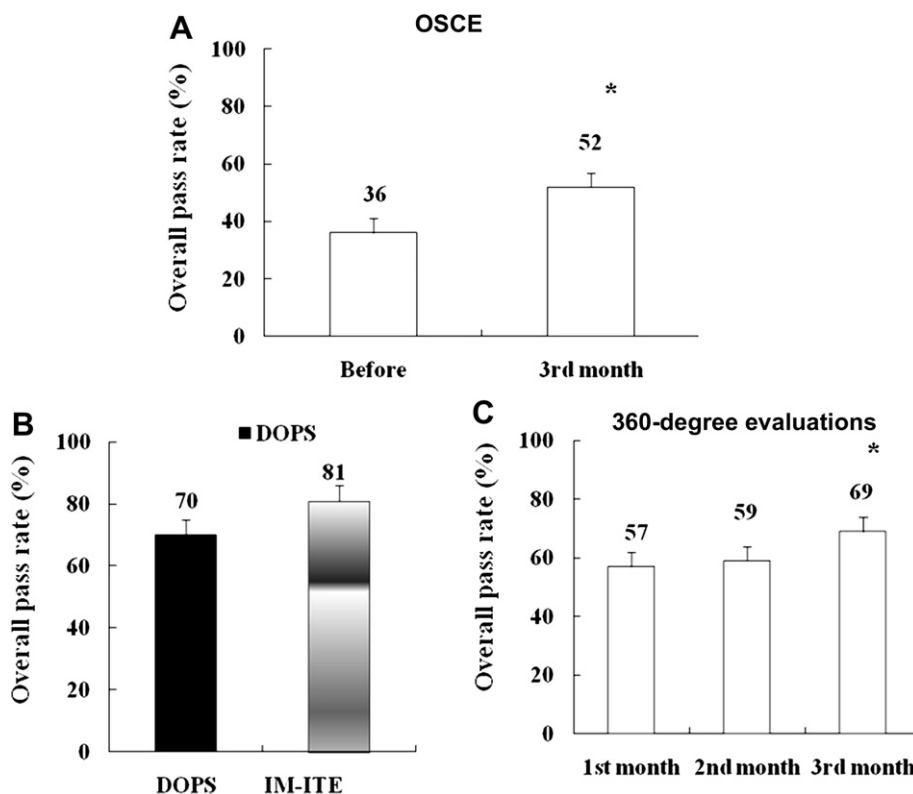 A
OSCE
Overall pass rate (%)
100
80
60
40
20
0
36
52
*
Before
3rd month
B
DOPS
Overall pass rate (%)
100
80
60
40
20
0
70
81
DOPS
IM-ITE
C
360-degree evaluations
Overall pass rate (%)
100
80
60
40
20
0
57
59
69
*
1st month
2nd month
3rd month